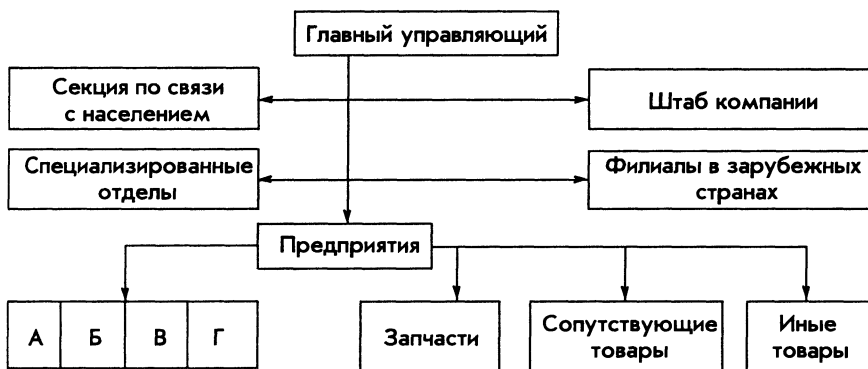 Главный управляющий
Секция по связи
с населением
Штаб компании
Специализированные
отделы
Филиалы в зарубежных
странах
Предприятия
А Б В Г
Запчасти
Сопутствующие
товары
Иные
товары